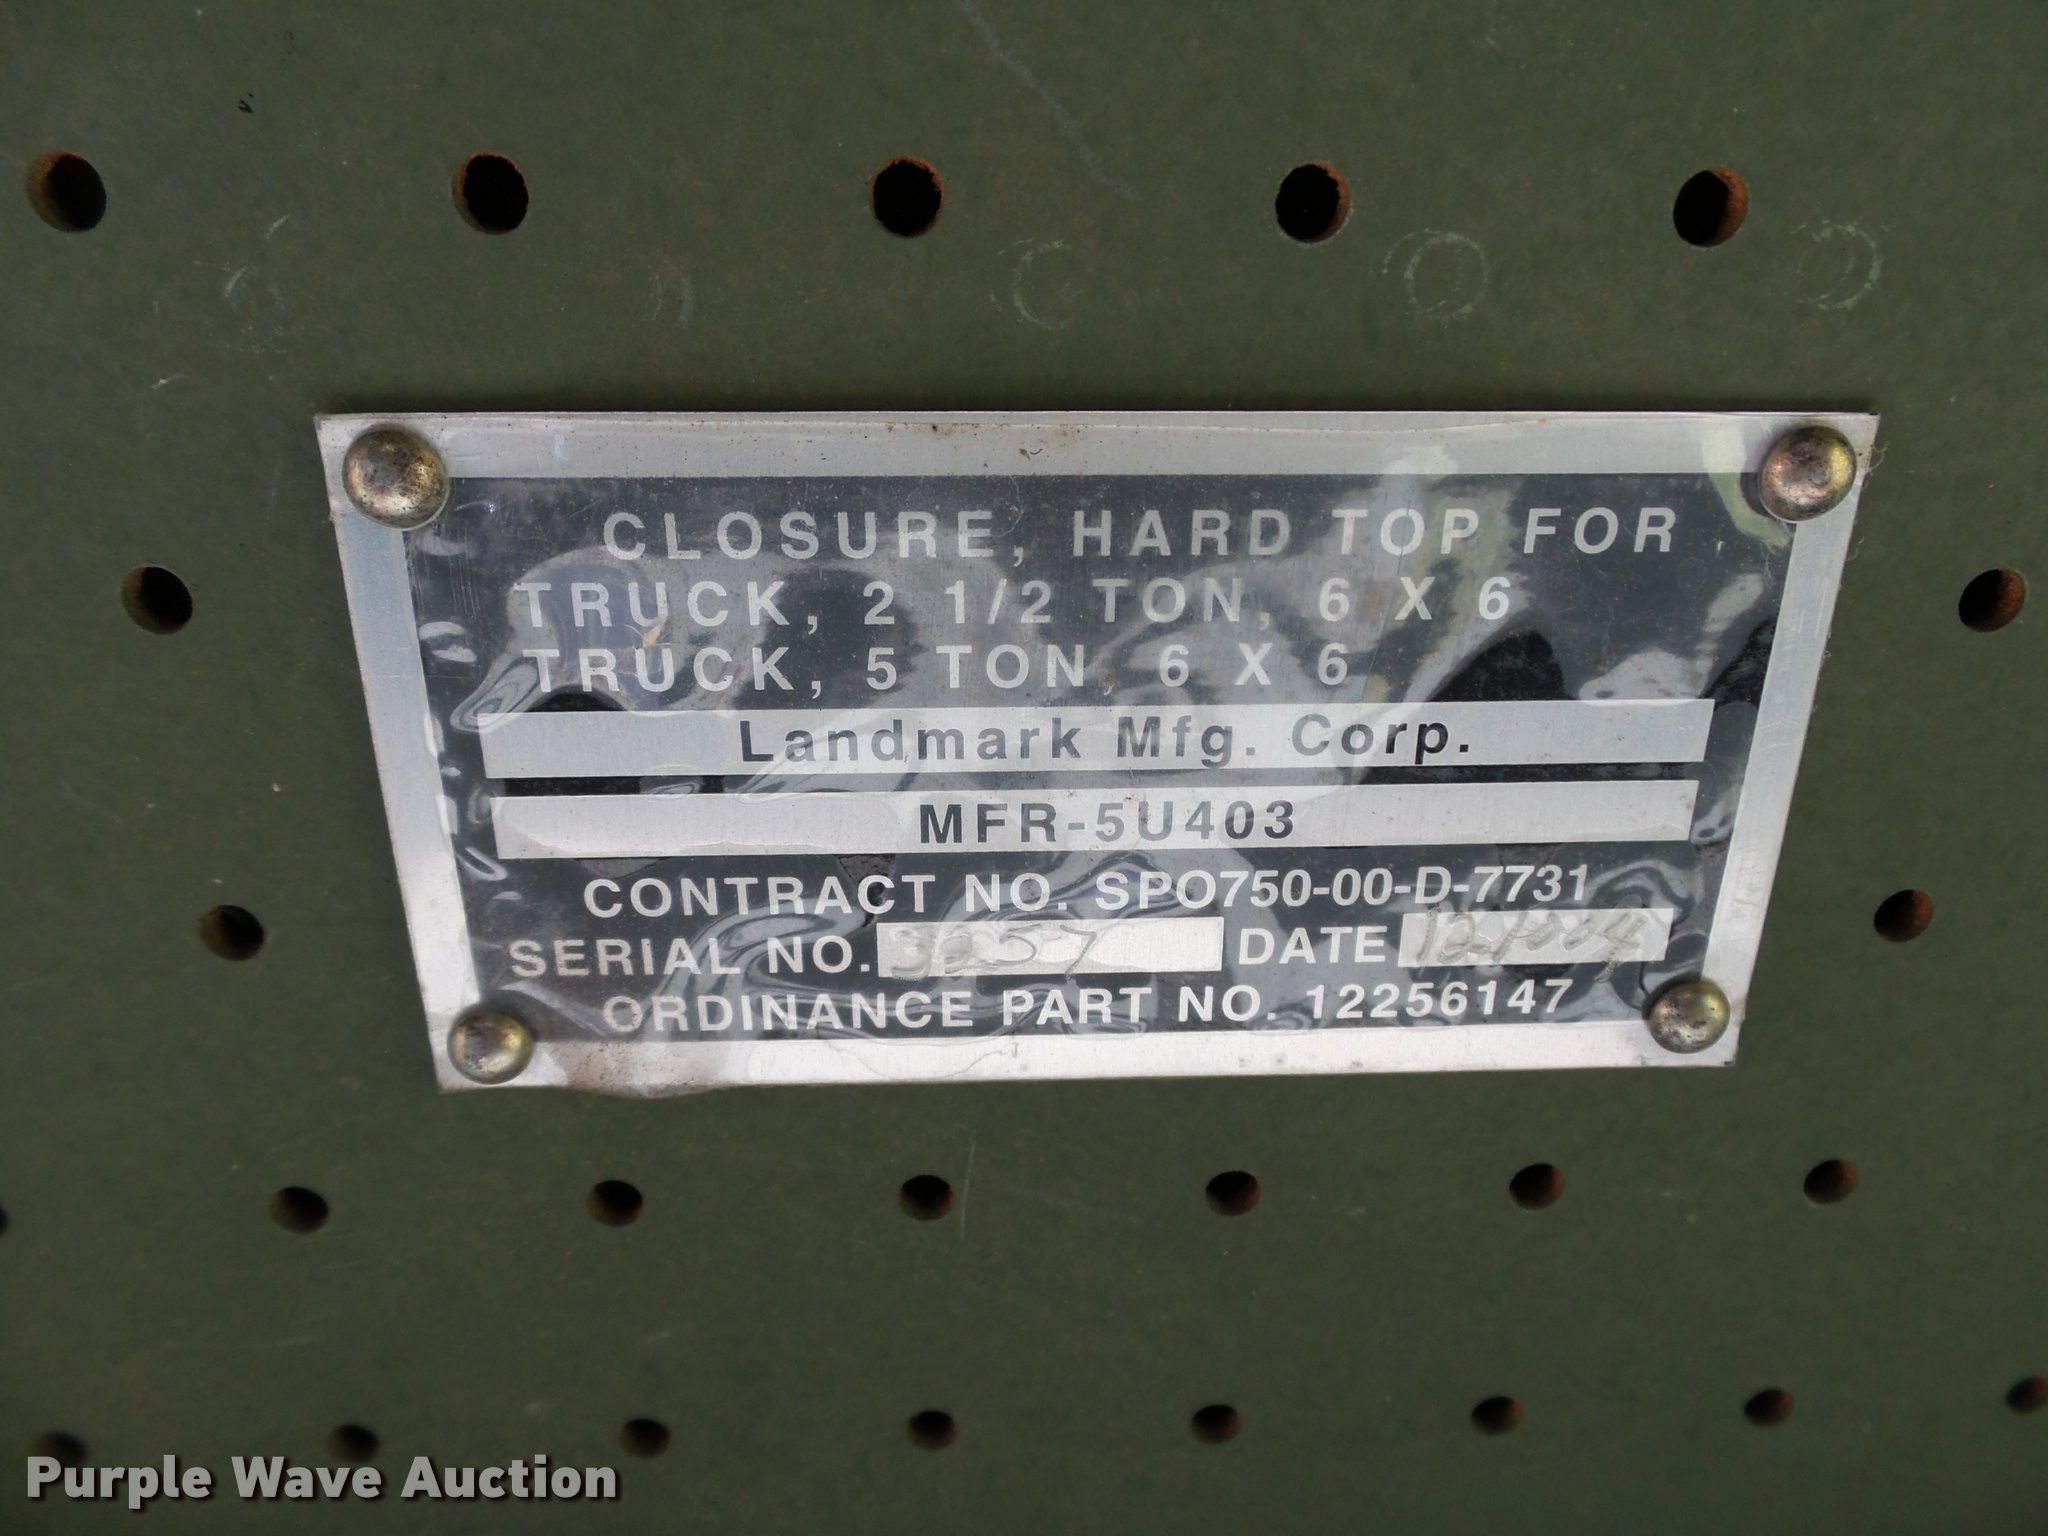 CLOSURE, HARD TOP FOR
TRUCK, 2 1/2 TON, 6 X 6
TRUCK, 5 TON, 6 X 6
Landmark Mfg. Corp.
MFR-5U403
CONTRACT NO. SPO750-00-D-7731
SERIAL NO. 3257 DATE
ORDINANCE PART NO. 12256147
Purple Wave Auction